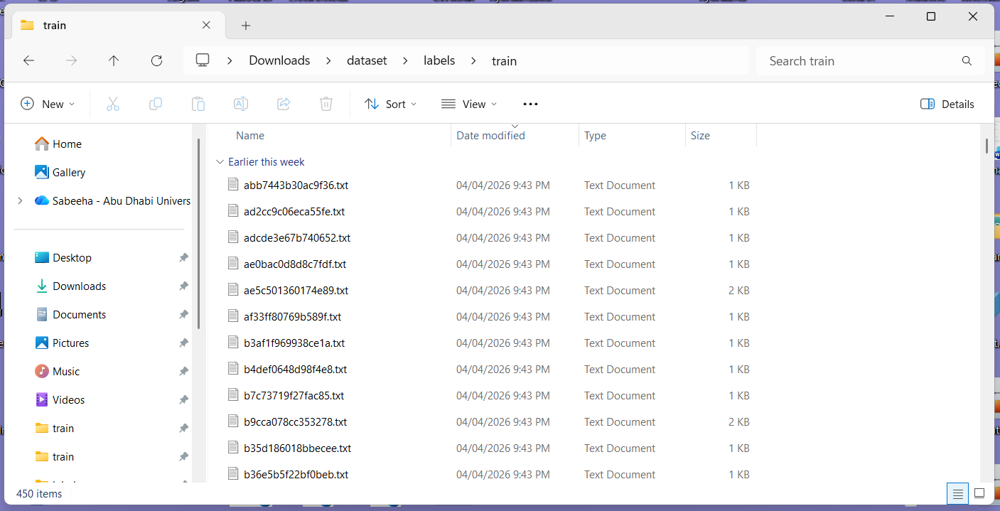 train
Downloads
dataset
labels
train
Search train
New
Sort
View
Details
Name
Date modified
Type
Size
Home
Gallery
Sabeeha - Abu Dhabi Univers
Desktop
Downloads
Documents
Pictures
Music
Videos
train
train
Earlier this week
abb7443b30ac9f36.txt 04/04/2026 9:43 PM Text Document 1 KB
ad2cc9c06eca55fe.txt 04/04/2026 9:43 PM Text Document 1 KB
adcde3e67b740652.txt 04/04/2026 9:43 PM Text Document 1 KB
ae0bac0d8d8c7fdf.txt 04/04/2026 9:43 PM Text Document 1 KB
ae5c501360174e89.txt 04/04/2026 9:43 PM Text Document 2 KB
af33ff80769b589f.txt 04/04/2026 9:43 PM Text Document 1 KB
b3af1f969938ce1a.txt 04/04/2026 9:43 PM Text Document 1 KB
b4def0648d98f4e8.txt 04/04/2026 9:43 PM Text Document 1 KB
b7c73719f27fac85.txt 04/04/2026 9:43 PM Text Document 1 KB
b9cca078cc353278.txt 04/04/2026 9:43 PM Text Document 2 KB
b35d186018bbecee.txt 04/04/2026 9:43 PM Text Document 1 KB
b36e5b5f22bf0beb.txt 04/04/2026 9:43 PM Text Document 1 KB
450 items